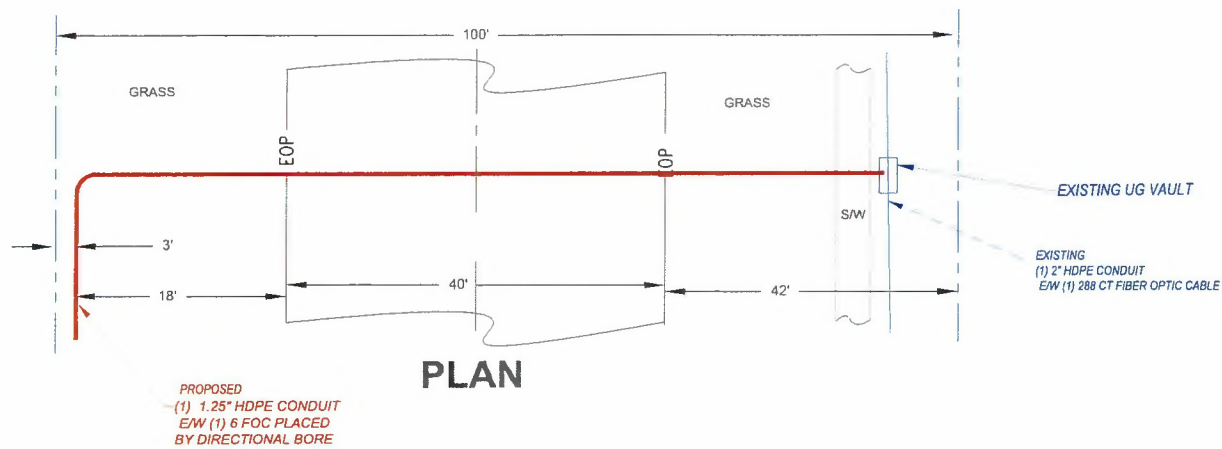 100'
GRASS
GRASS
EOP
OP
EXISTING UG VAULT
S/W
3'
EXISTING
(1) 2" HDPE CONDUIT
E/W (1) 288 CT FIBER OPTIC CABLE
18'
40'
42'
PLAN
PROPOSED
(1) 1.25" HDPE CONDUIT
E/W (1) 6 FOC PLACED
BY DIRECTIONAL BORE